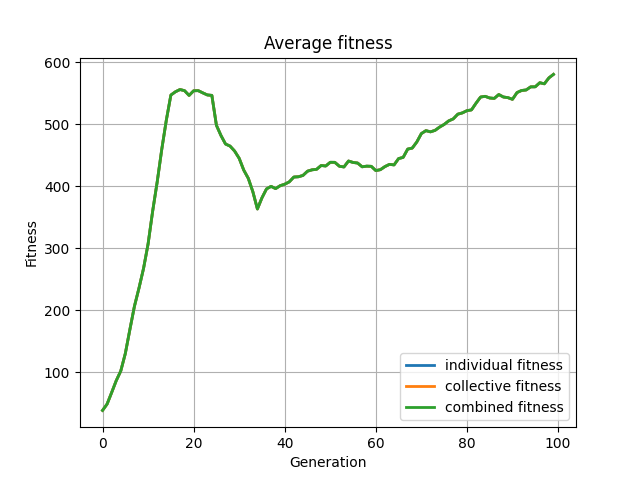 Average fitness
600
500
400
300
200
100
Fitness
individual fitness
collective fitness
combined fitness
0 20 40 60 80 100
Generation